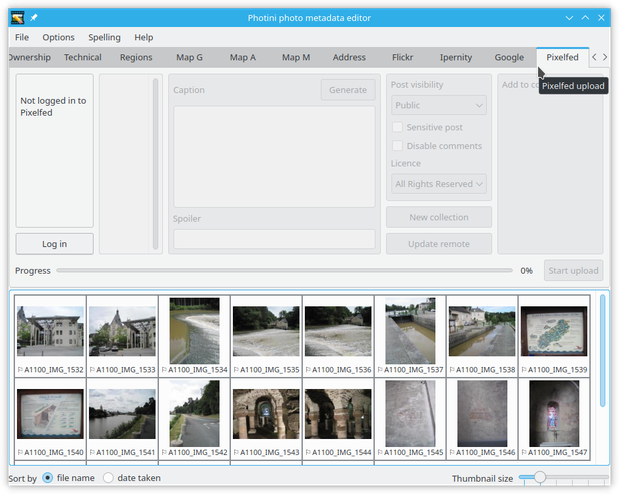 Photini photo metadata editor
File Options Spelling Help
Ownership Technical Regions Map G Map A Map M Address Flickr Ipernity Google Pixelfed
Pixelfed upload
Not logged in to
Pixelfed
Log in
Caption Generate
Spoiler
Post visibility
Public
Sensitive post
Disable comments
Licence
All Rights Reserved
New collection
Update remote
Add to
Progress 0% Start upload
A1100_IMG_1532 A1100_IMG_1533 A1100_IMG_1534 A1100_IMG_1535 A1100_IMG_1536 A1100_IMG_1537 A1100_IMG_1538 A1100_IMG_1539
A1100_IMG_1540 A1100_IMG_1541 A1100_IMG_1542 A1100_IMG_1543 A1100_IMG_1544 A1100_IMG_1545 A1100_IMG_1546 A1100_IMG_1547
Sort by file name date taken Thumbnail size